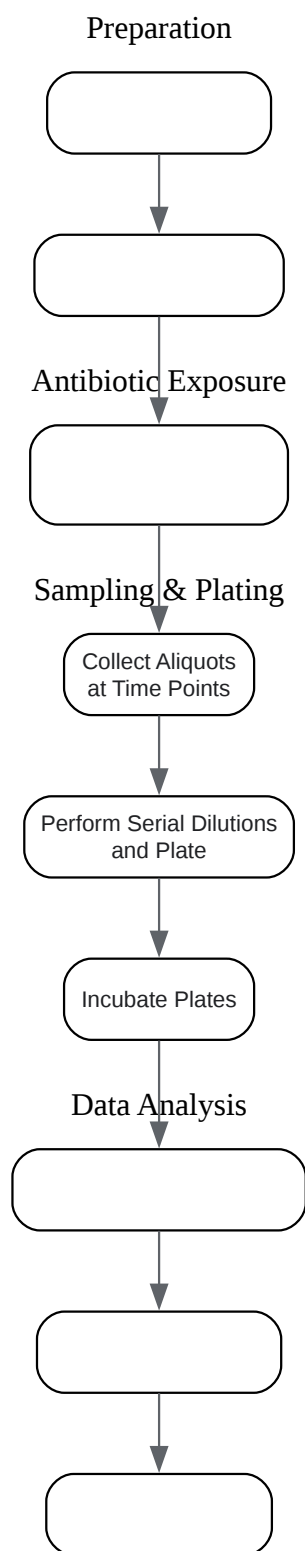 Preparation
Antibiotic Exposure
Sampling & Plating
Collect Aliquots
at Time Points
Perform Serial Dilutions
and Plate
Incubate Plates
Data Analysis